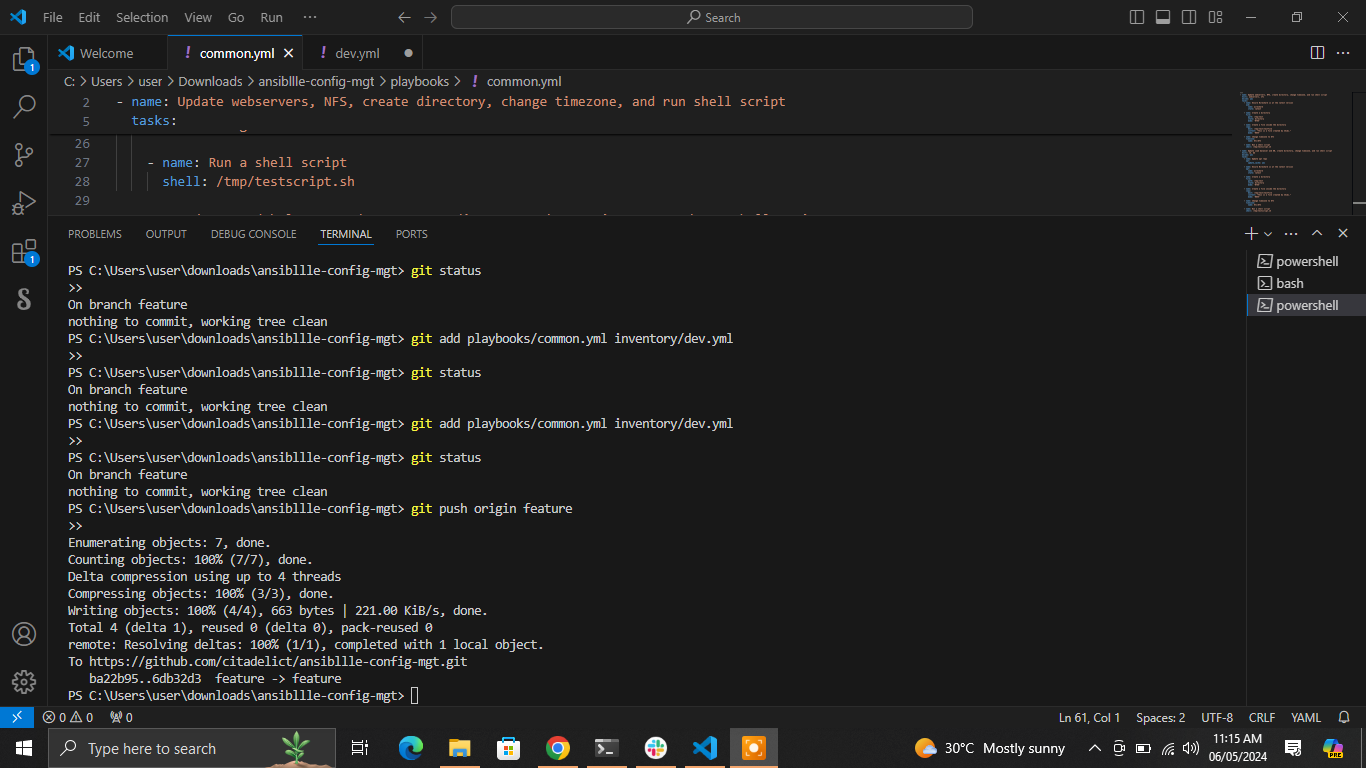 File Edit Selection View Go Run ···
Search
Welcome
! common.yml
! dev.yml
C: > Users > user > Downloads > ansibllle-config-mgt > playbooks > ! common.yml
2 - name: Update webservers, NFS, create directory, change timezone, and run shell script
5 tasks:
26
27 - name: Run a shell script
28 shell: /tmp/testscript.sh
29
PROBLEMS OUTPUT DEBUG CONSOLE TERMINAL PORTS
PS C:\Users\user\downloads\ansibllle-config-mgt> git status
>>
On branch feature
nothing to commit, working tree clean
PS C:\Users\user\downloads\ansibllle-config-mgt> git add playbooks/common.yml inventory/dev.yml
>>
PS C:\Users\user\downloads\ansibllle-config-mgt> git status
On branch feature
nothing to commit, working tree clean
PS C:\Users\user\downloads\ansibllle-config-mgt> git add playbooks/common.yml inventory/dev.yml
>>
PS C:\Users\user\downloads\ansibllle-config-mgt> git status
On branch feature
nothing to commit, working tree clean
PS C:\Users\user\downloads\ansibllle-config-mgt> git push origin feature
>>
Enumerating objects: 7, done.
Counting objects: 100% (7/7), done.
Delta compression using up to 4 threads
Compressing objects: 100% (3/3), done.
Writing objects: 100% (4/4), 663 bytes | 221.00 KiB/s, done.
Total 4 (delta 1), reused 0 (delta 0), pack-reused 0
remote: Resolving deltas: 100% (1/1), completed with 1 local object.
To https://github.com/citadelict/ansibllle-config-mgt.git
ba22b95..6db32d3 feature -> feature
PS C:\Users\user\downloads\ansibllle-config-mgt>
powershell
bash
powershell
1
1
0 0 0
Ln 61, Col 1 Spaces: 2 UTF-8 CRLF YAML
Type here to search
30°C Mostly sunny
11:15 AM
06/05/2024
PRE